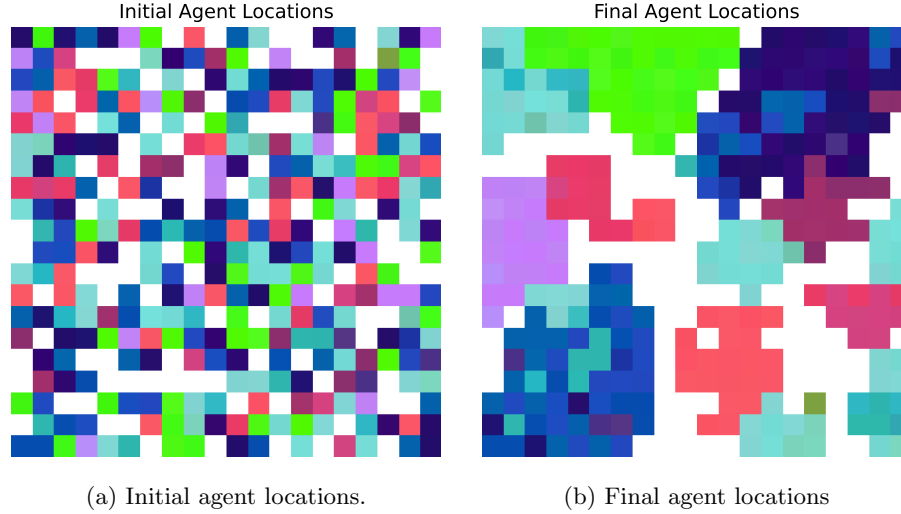 Initial Agent Locations
Final Agent Locations
(a) Initial agent locations.
(b) Final agent locations